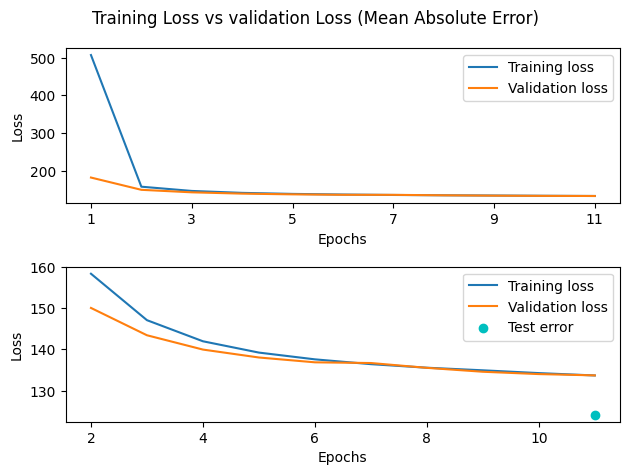 Training Loss vs validation Loss (Mean Absolute Error)
500
400
300
200
Loss
Training loss
Validation loss
1 3 5 7 9 11
Epochs
160
150
140
130
Loss
Training loss
Validation loss
Test error
2 4 6 8 10
Epochs